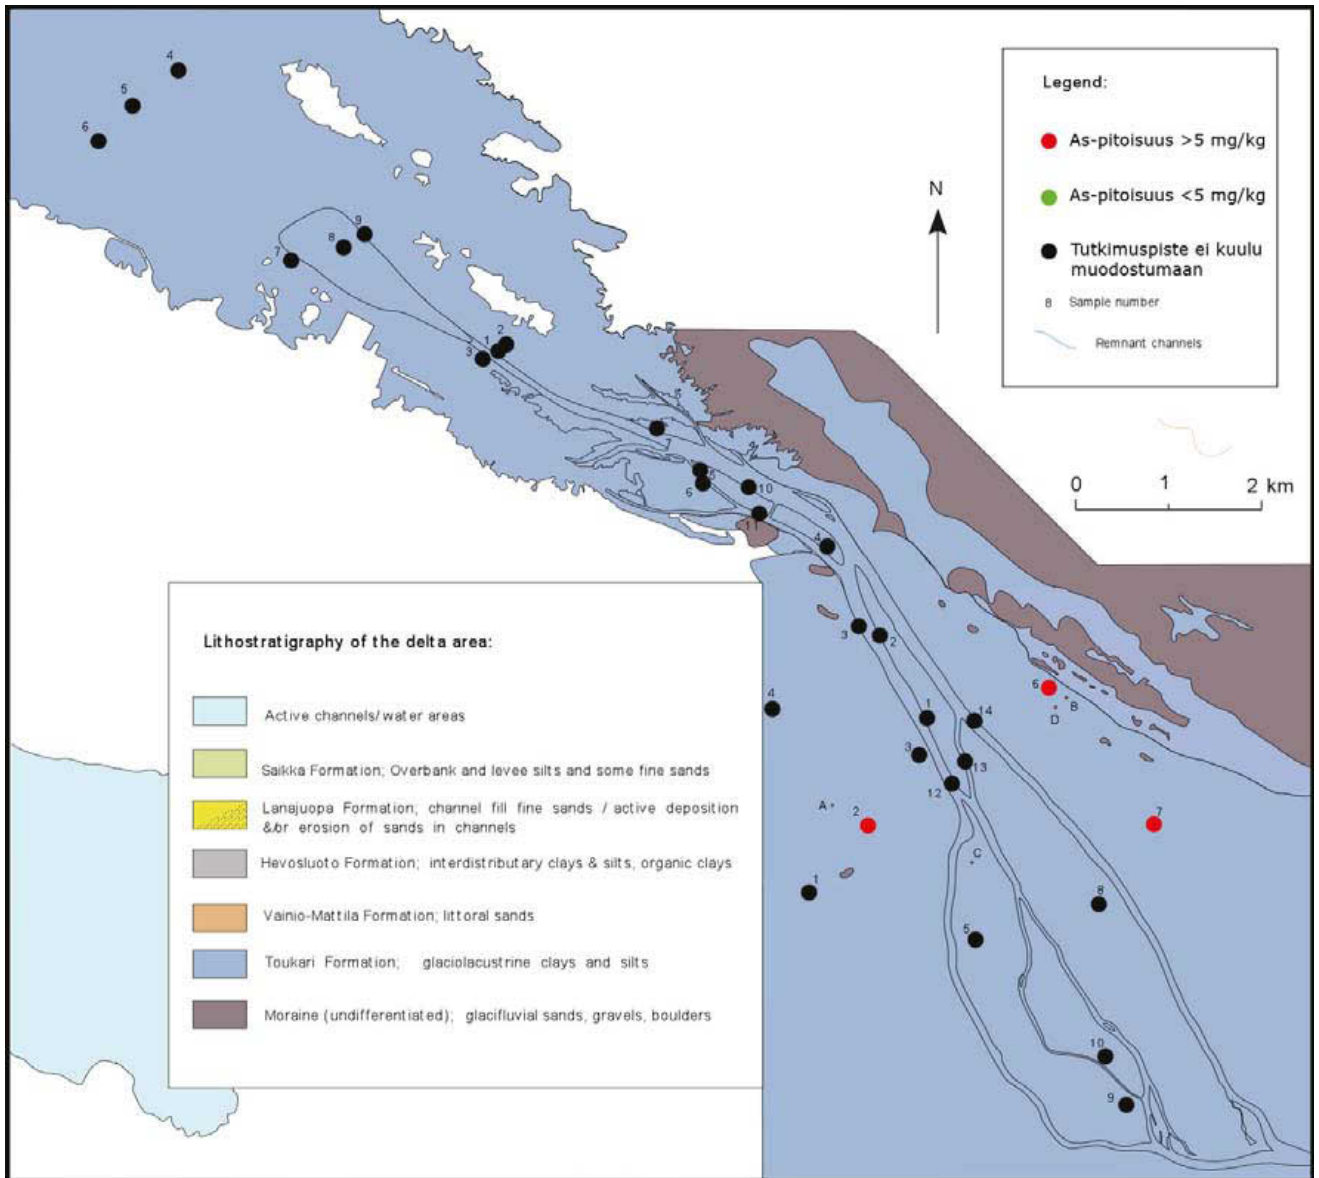 4
5
6
9
8
7
2
1
3
7
6
10
11
4
3
2
4
1
14
3
13
12
6
B
D
A
2
7
C
1
8
5
10
9
N
Legend:
As-pitoisuus >5 mg/kg
As-pitoisuus <5 mg/kg
Tutkimuspiste ei kuulu
muodostumaan
8 Sample number
Remnant channels
0 1 2 km
Lithostratigraphy of the delta area:
Active channels/water areas
Saikka Formation; Overbank and levee silts and some fine sands
Lanajuopa Formation; channel fill fine sands / active deposition
&/or erosion of sands in channels
Hevosluoto Formation; interdistributary clays & silts, organic clays
Vainio-Mattila Formation; littoral sands
Toukari Formation; glaciolacustrine clays and silts
Moraine (undifferentiated); glacifluvial sands, gravels, boulders